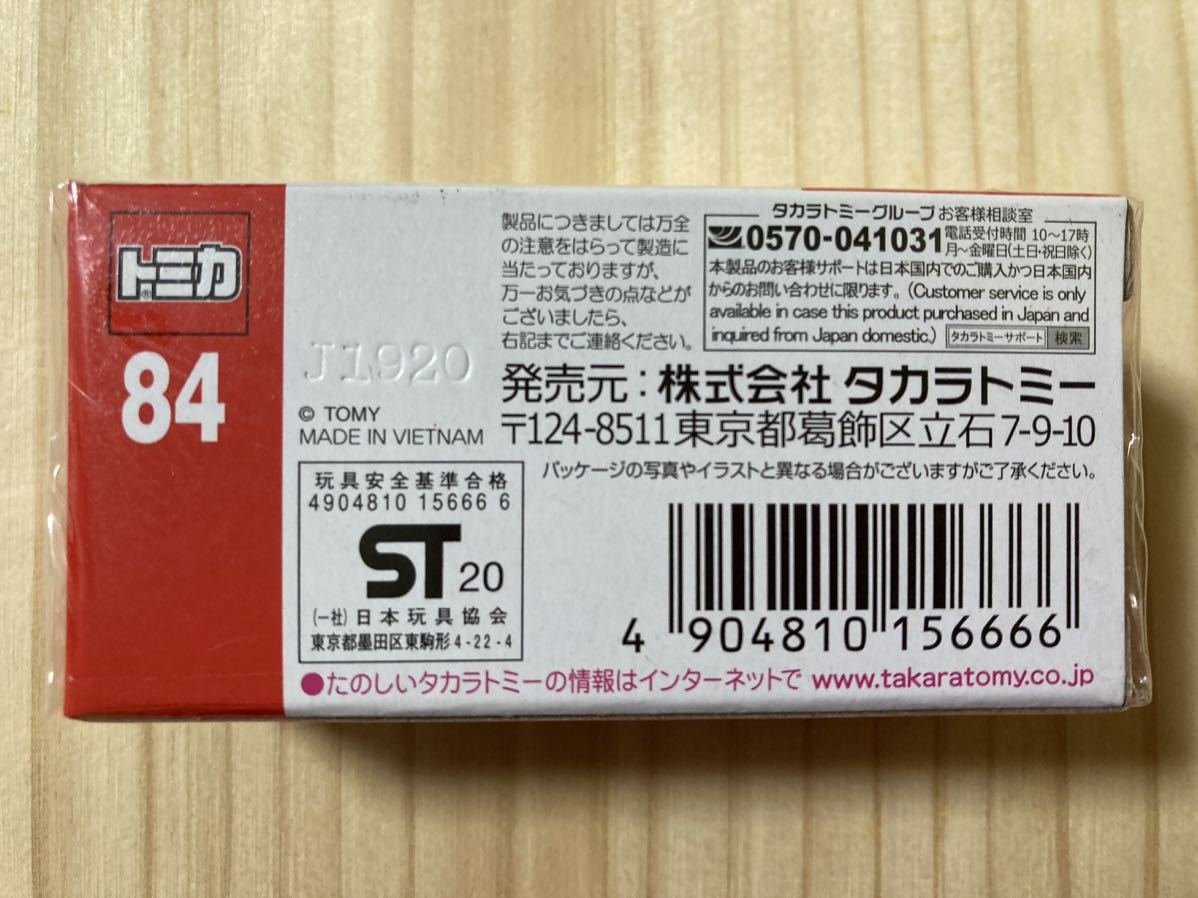 トミカ®
84
J1920
© TOMY
MADE IN VIETNAM
玩具安全基準合格
4904810 15666 6
ST 20
(一社)日本玩具協会
東京都墨田区東駒形4-22-4
製品につきましては万全
の注意をはらって製造に
当たっておりますが、
万一お気づきの点などが
ございましたら、
右記までご連絡ください。
タカラトミーグループ お客様相談室
0570-041031 電話受付時間 10〜17時
月〜金曜日(土日・祝日除く)
本製品のお客様サポートは日本国内でのご購入かつ日本国内
からのお問い合わせに限ります。(Customer service is only
available in case this product purchased in Japan and
inquired from Japan domestic.) タカラトミーサポート 検索
発売元:株式会社 タカラトミー
〒124-8511 東京都葛飾区立石7-9-10
パッケージの写真やイラストと異なる場合がございますがご了承ください。
4 904810 156666
●たのしいタカラトミーの情報はインターネットで www.takaratomy.co.jp